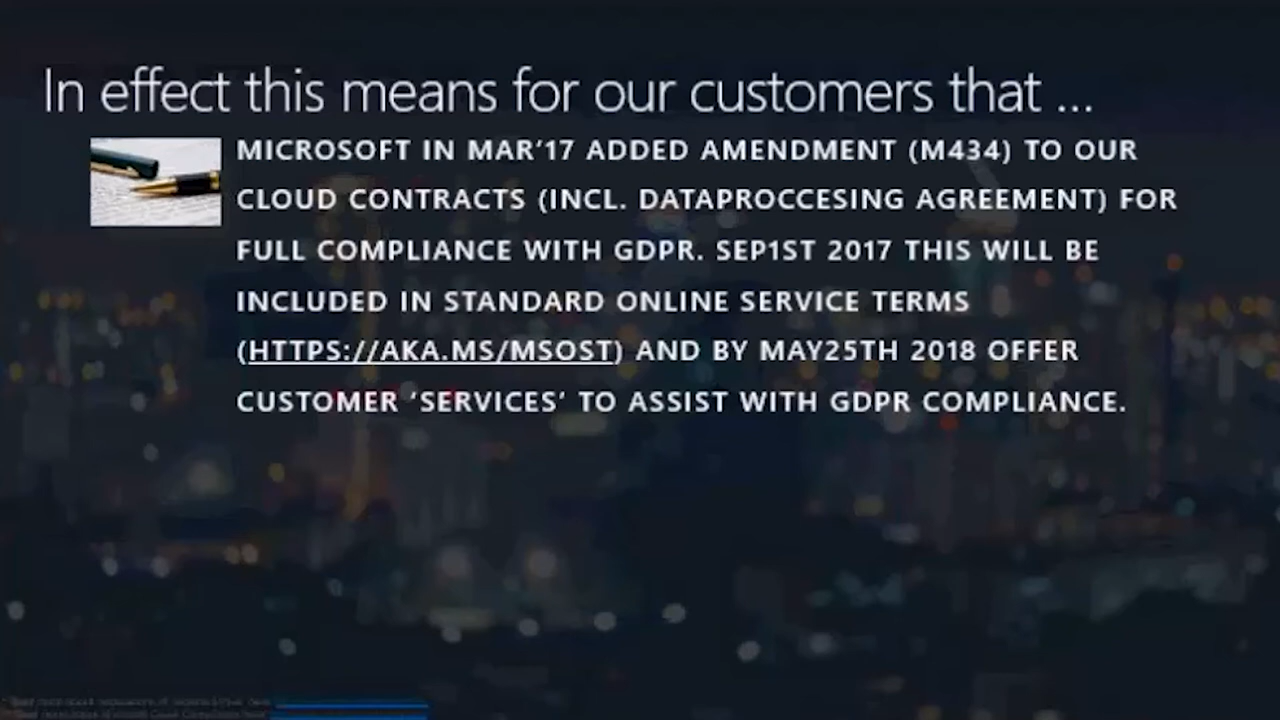 In effect this means for our customers that ...
MICROSOFT IN MAR’17 ADDED AMENDMENT (M434) TO OUR
CLOUD CONTRACTS (INCL. DATAPROCCESING AGREEMENT) FOR
FULL COMPLIANCE WITH GDPR. SEP1ST 2017 THIS WILL BE
INCLUDED IN STANDARD ONLINE SERVICE TERMS
(HTTPS://AKA.MS/MSOST) AND BY MAY25TH 2018 OFFER
CUSTOMER ‘SERVICES’ TO ASSIST WITH GDPR COMPLIANCE.